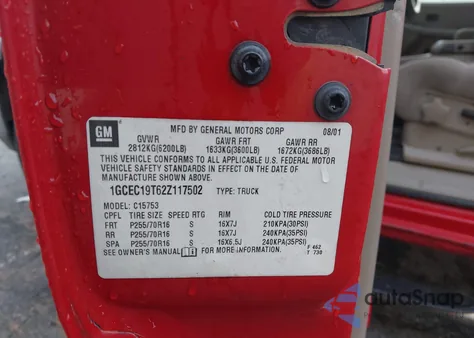 GM
MFD BY GENERAL MOTORS CORP 08/01
GVWR GAWR FRT GAWR RR
2812KG(6200LB) 1633KG(3600LB) 1672KG(3686LB)
THIS VEHICLE CONFORMS TO ALL APPLICABLE U.S. FEDERAL MOTOR
VEHICLE SAFETY STANDARDS IN EFFECT ON THE DATE OF
MANUFACTURE SHOWN ABOVE.
1GCEC19T62Z117502 TYPE: TRUCK
MODEL: C15753
CPFL TIRE SIZE SPEED RTG RIM COLD TIRE PRESSURE
FRT P255/70R16 S 16X7J 210KPA(30PSI)
RR P255/70R16 S 16X7J 240KPA(35PSI)
SPA P255/70R16 S 16X6.5J 240KPA(35PSI)
SEE OWNER'S MANUAL FOR MORE INFORMATION.
F 462
T 730
autoSnap